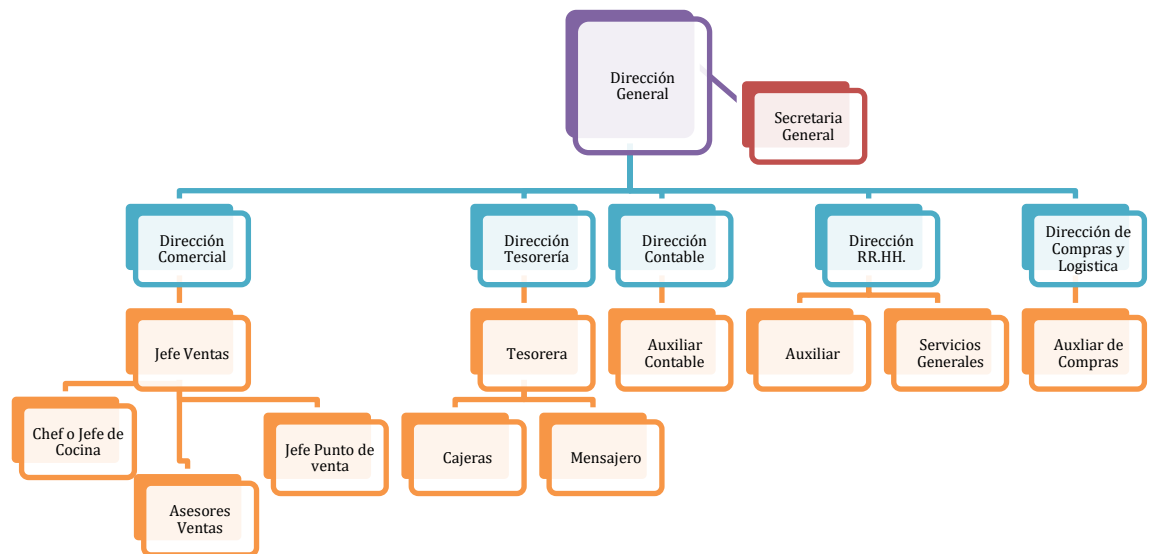 Dirección
General
Secretaria
General
Dirección
Comercial
Dirección
Tesorería
Dirección
Contable
Dirección
RR.HH.
Dirección de
Compras y
Logistica
Jefe Ventas
Tesorera
Auxiliar
Contable
Auxiliar
Servicios
Generales
Auxliar de
Compras
Chef o Jefe de
Cocina
Asesores
Ventas
Jefe Punto de
venta
Cajeras
Mensajero